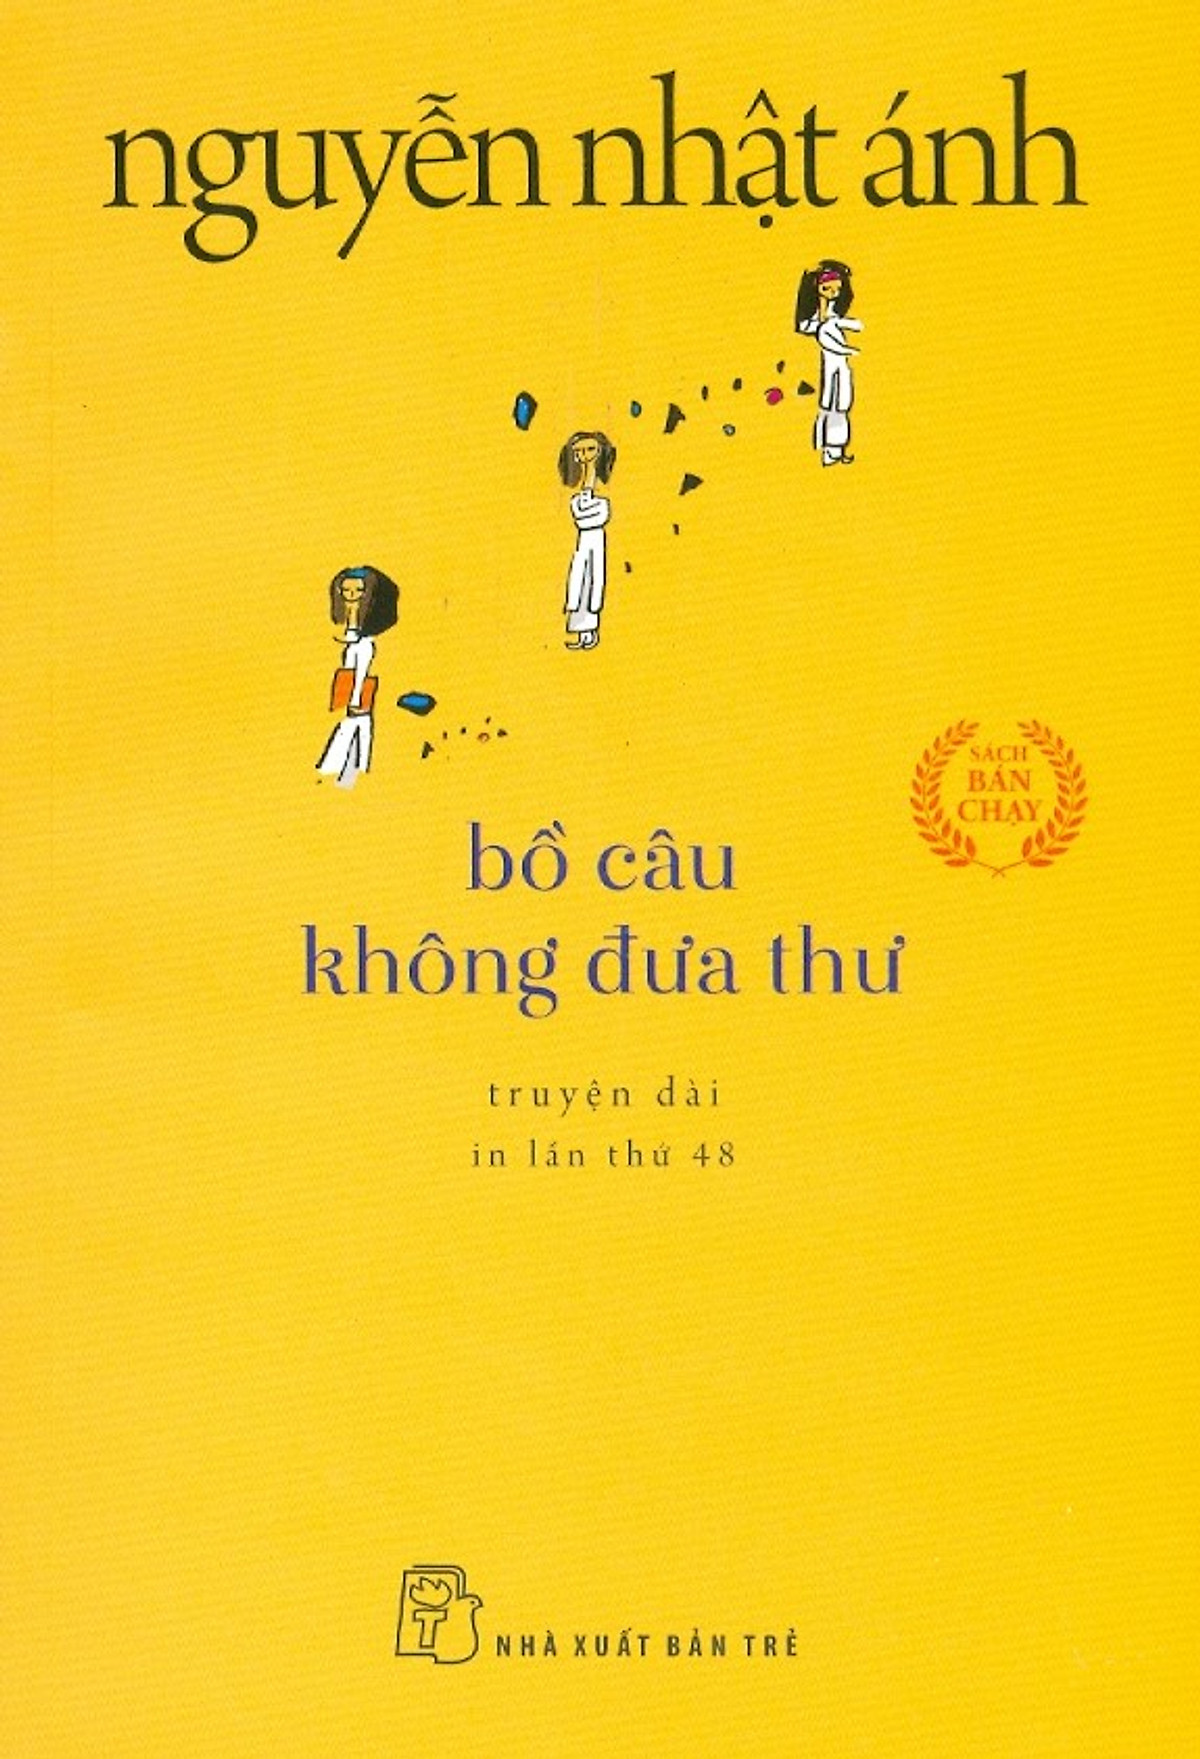 nguyễn nhật ánh
SÁCH
BÁN
CHẠY
bồ câu
không đưa thư
truyện dài
in lần thứ 48
T
NHÀ XUẤT BẢN TRẺ